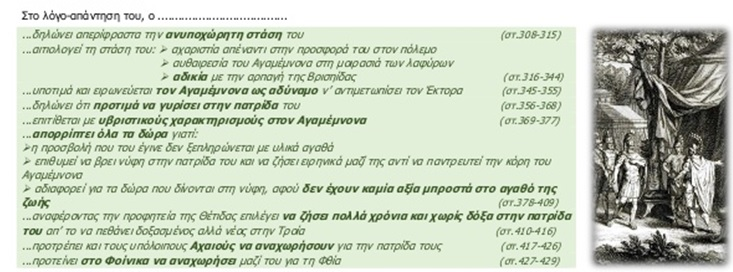 Στο λόγο-απάντηση του, ο ......................................
...δηλώνει απερίφραστα την ανυποχώρητη στάση του (στ.308-315)
...αιτιολογεί τη στάση του: ➢ αχαριστία απέναντι στην προσφορά του στον πόλεμο
➢ αυθαιρεσία του Αγαμέμνονα στη μοιρασιά των λαφύρων
➢ αδικία με την αρπαγή της Βρισηίδας (στ.316-344)
...υποτιμά και ειρωνεύεται τον Αγαμέμνονα ως αδύναμο ν' αντιμετωπίσει τον Έκτορα (στ.345-355)
...δηλώνει ότι προτιμά να γυρίσει στην πατρίδα του (στ.356-368)
...επιτίθεται με υβριστικούς χαρακτηρισμούς στον Αγαμέμνονα (στ.369-377)
...απορρίπτει όλα τα δώρα γιατί:
➢η προσβολή που του έγινε δεν ξεπληρώνεται με υλικά αγαθά
➢ επιθυμεί να βρει νύφη στην πατρίδα του και να ζήσει ειρηνικά μαζί της αντί να παντρευτεί την κόρη του
Αγαμέμνονα
➢ αδιαφορεί για τα δώρα που δίνονται στη νύφη, αφού δεν έχουν καμία αξία μπροστά στο αγαθό της
ζωής (στ.378-409)
...αναφέροντας την προφητεία της Θέτιδας επιλέγει να ζήσει πολλά χρόνια και χωρίς δόξα στην πατρίδα
του απ' το να πεθάνει δοξασμένος αλλά νέος στην Τροία (στ.410-416)
...προτρέπει και τους υπόλοιπους Αχαιούς να αναχωρήσουν για την πατρίδα τους (στ.417-426)
...προτείνει στο Φοίνικα να αναχωρήσει μαζί του για τη Φθία (στ.427-429)